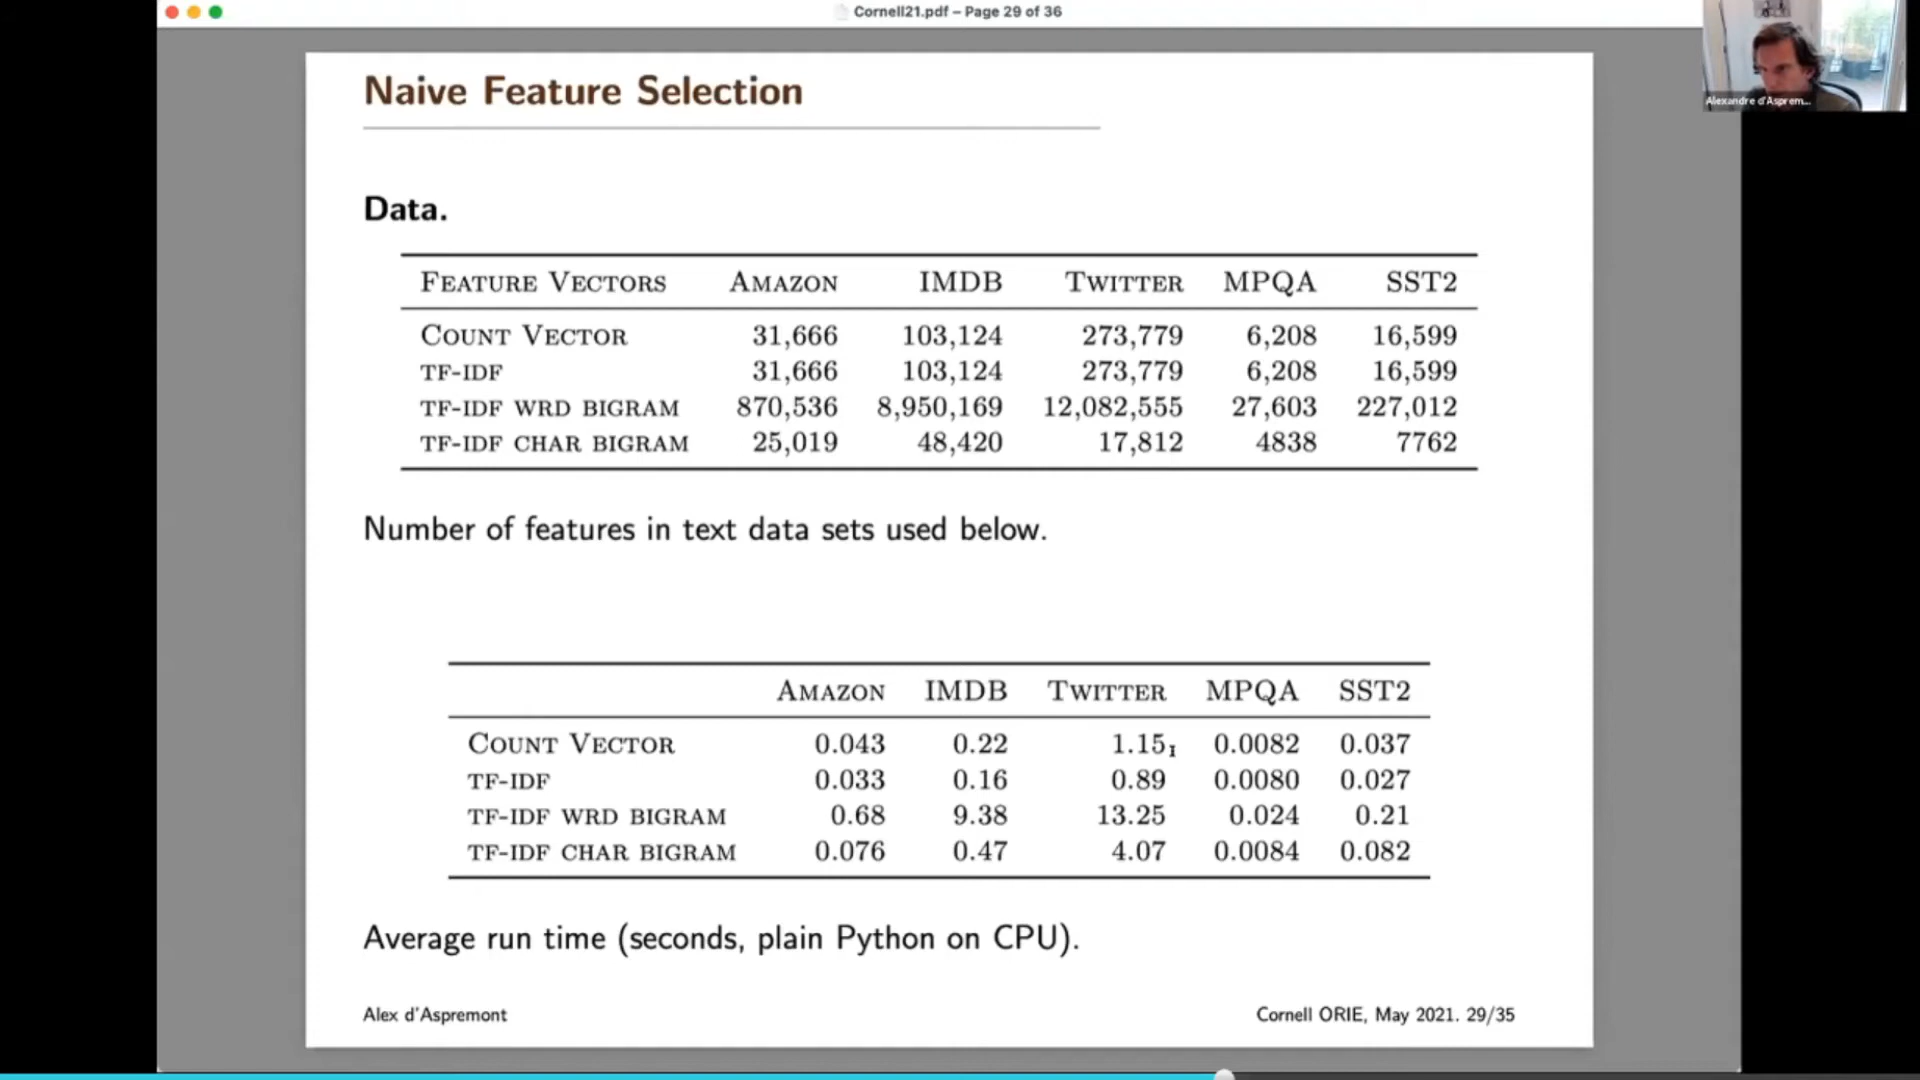 Cornell21.pdf – Page 29 of 36
Alexandre d'Asprem...
Naive Feature Selection
Data.
FEATURE VECTORS AMAZON IMDB TWITTER MPQA SST2
COUNT VECTOR 31,666 103,124 273,779 6,208 16,599
TF-IDF 31,666 103,124 273,779 6,208 16,599
TF-IDF WRD BIGRAM 870,536 8,950,169 12,082,555 27,603 227,012
TF-IDF CHAR BIGRAM 25,019 48,420 17,812 4838 7762
Number of features in text data sets used below.
AMAZON IMDB TWITTER MPQA SST2
COUNT VECTOR 0.043 0.22 1.15 0.0082 0.037
TF-IDF 0.033 0.16 0.89 0.0080 0.027
TF-IDF WRD BIGRAM 0.68 9.38 13.25 0.024 0.21
TF-IDF CHAR BIGRAM 0.076 0.47 4.07 0.0084 0.082
Average run time (seconds, plain Python on CPU).
Alex d'Aspremont
Cornell ORIE, May 2021. 29/35